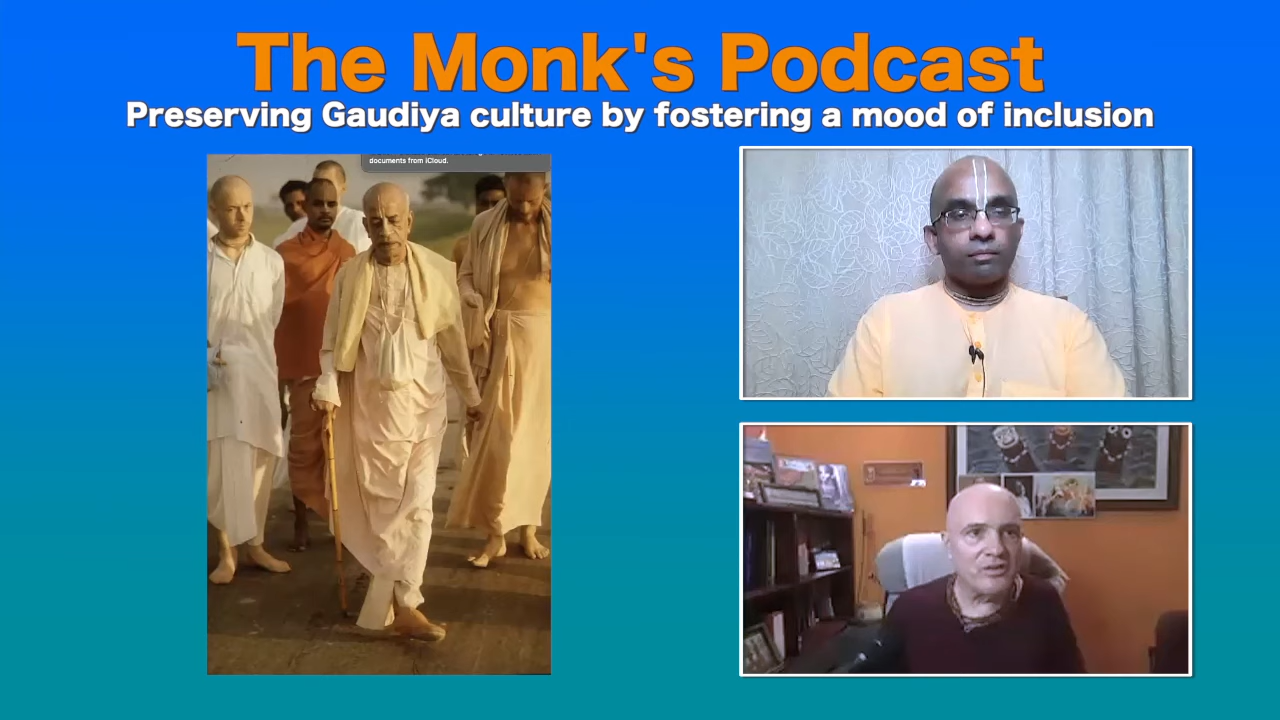 The Monk's Podcast
Preserving Gaudiya culture by fostering a mood of inclusion
documents from iCloud.